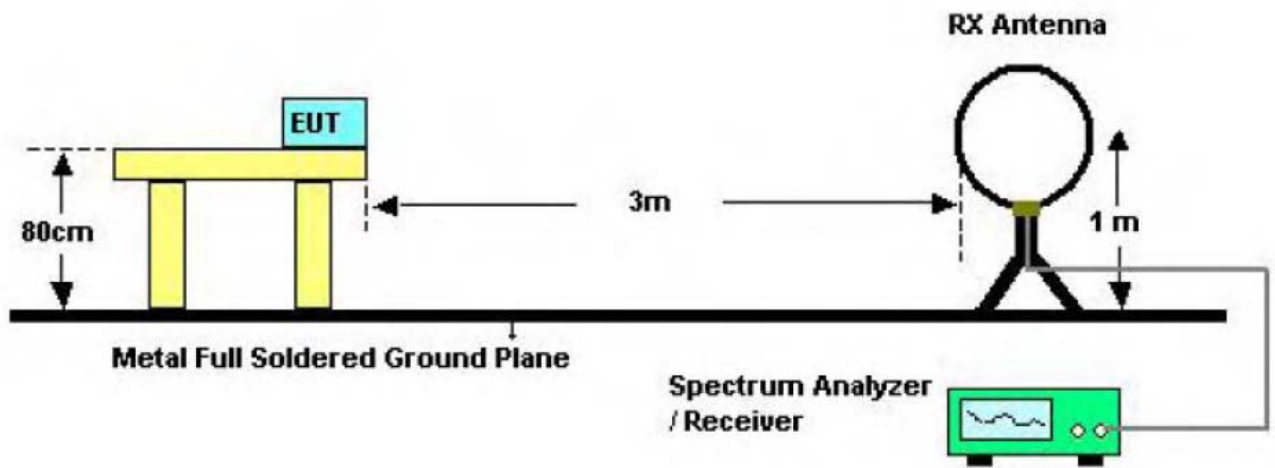 RX Antenna
EUT
3m
80cm
1 m
Metal Full Soldered Ground Plane
Spectrum Analyzer
/ Receiver